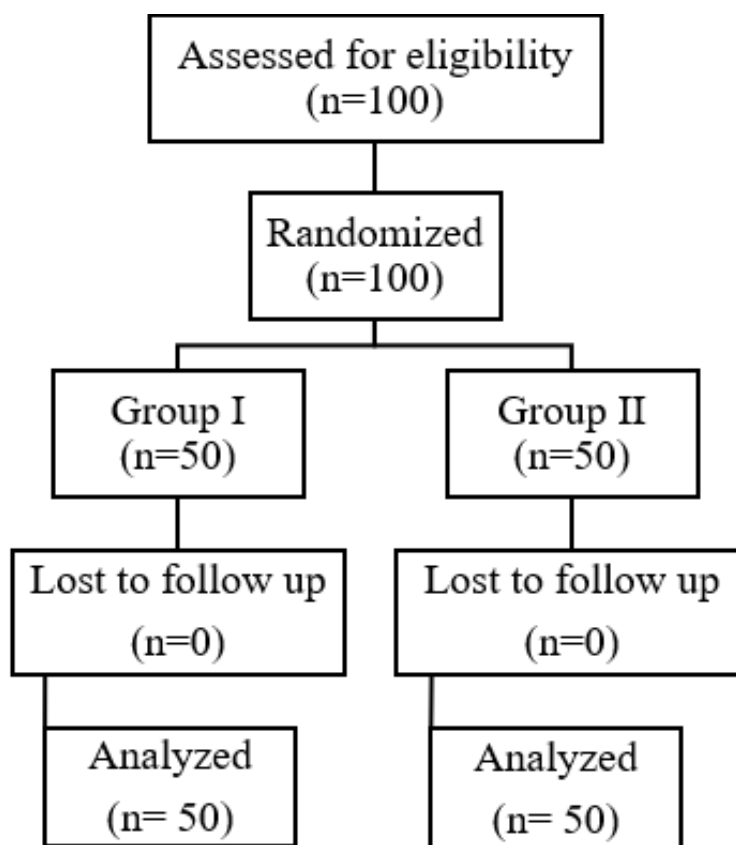 Assessed for eligibility
(n=100)
Randomized
(n=100)
Group I
(n=50)
Group II
(n=50)
Lost to follow up
(n=0)
Lost to follow up
(n=0)
Analyzed
(n= 50)
Analyzed
(n= 50)